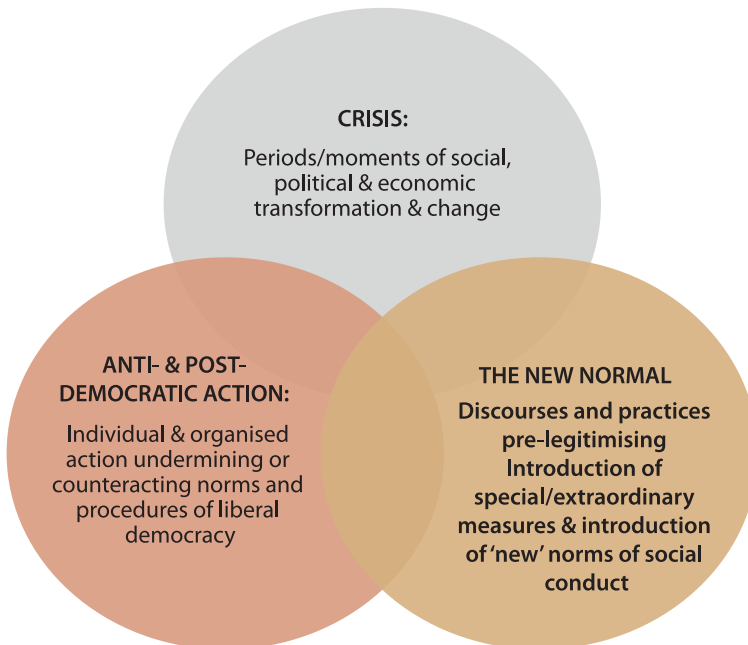 CRISIS:
Periods/moments of social,
political & economic
transformation & change
ANTI- & POST-
DEMOCRATIC ACTION:
Individual & organised
action undermining or
counteracting norms and
procedures of liberal
democracy
THE NEW NORMAL
Discourses and practices
pre-legitimising
Introduction of
special/extraordinary
measures & introduction
of ‘new’ norms of social
conduct